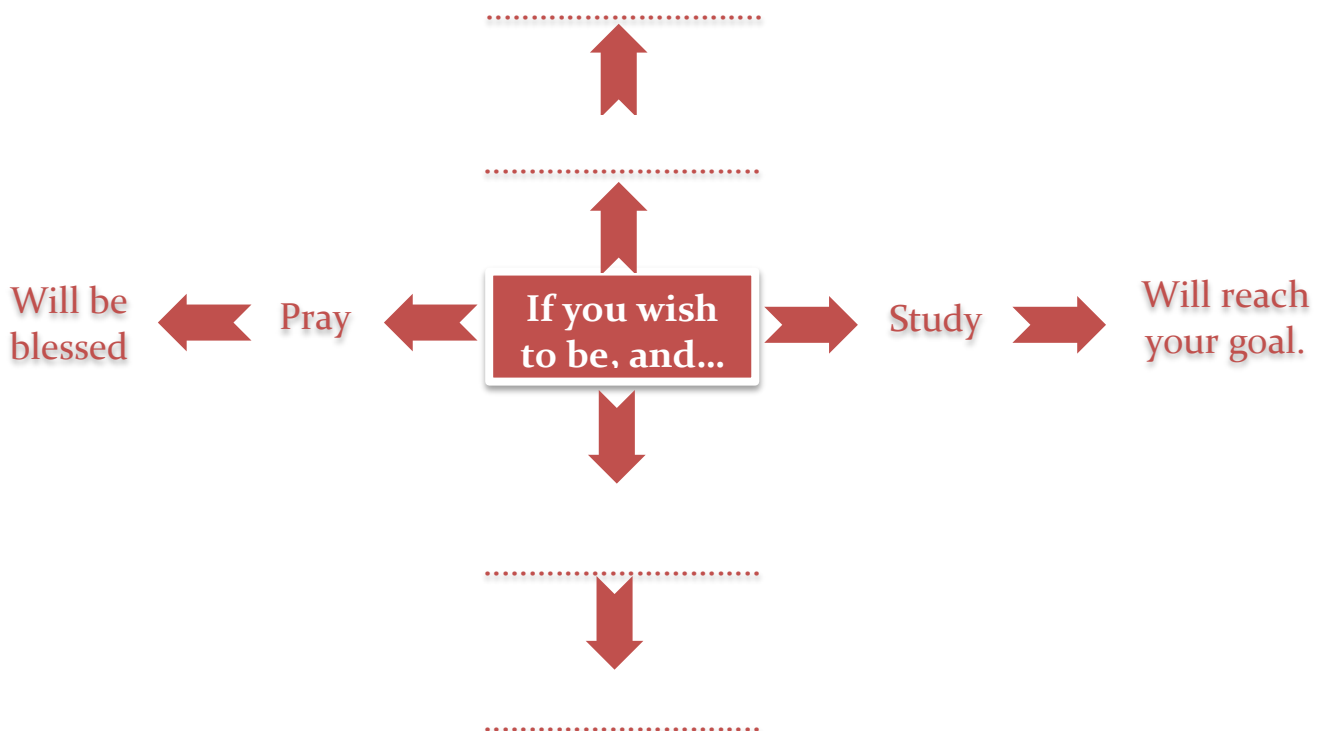 Will be
blessed
Pray
If you wish
to be, and...
Study
Will reach
your goal.